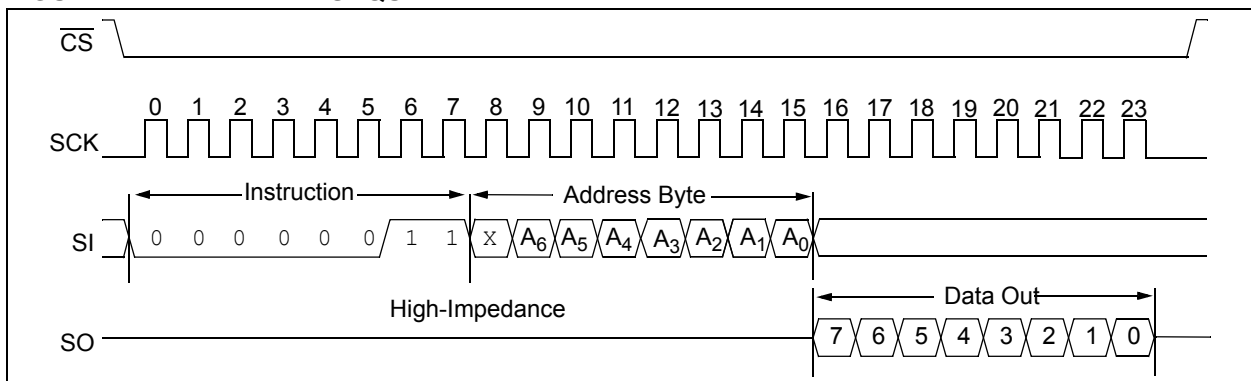 CS
0 1 2 3 4 5 6 7 8 9 10 11 12 13 14 15 16 17 18 19 20 21 22 23
SCK
Instruction
Address Byte
SI
0 0 0 0 0 0 1 1 X A6 A5 A4 A3 A2 A1 A0
High-Impedance
Data Out
SO
7 6 5 4 3 2 1 0